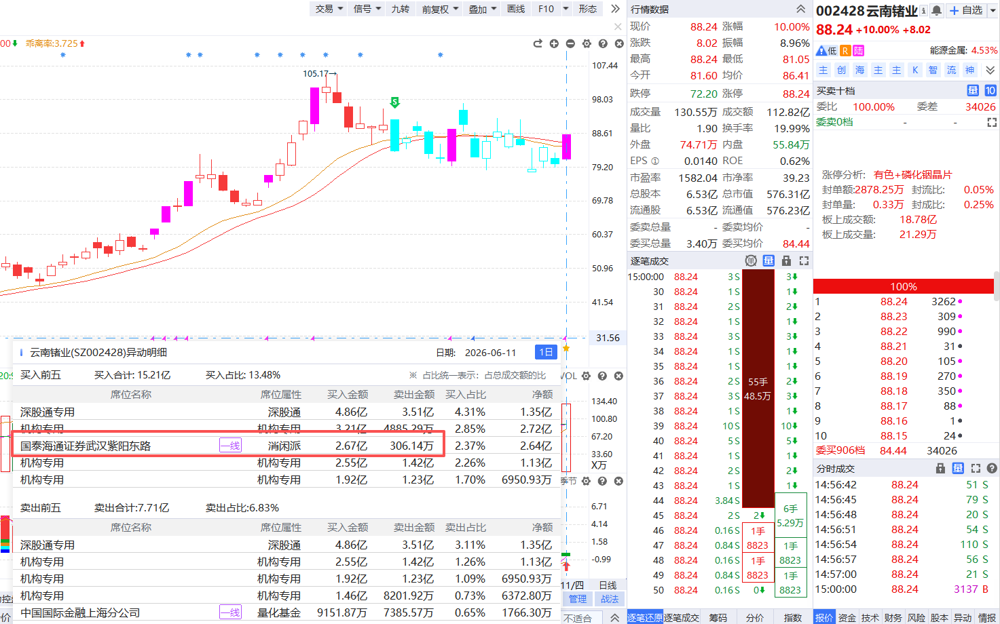 交易 信号 九转 前复权 叠加 画线 F10 形态
00 乖离率:3.725
105.17→
S
107.44
98.03
88.61
79.20
69.78
60.37
50.96
41.54
31.56
云南锗业(SZ002428)异动明细 日期: 2026-06-11 1日
买入前五 买入合计: 15.21亿 买入占比: 13.48% ※ 占比统一表示: 占总成交额的比
席位名称 席位属性 买入金额 卖出金额 买入占比 净额
深股通专用 深股通 4.86亿 3.51亿 4.31% 1.35亿
机构专用 机构专用 3.21亿 4885.29万 2.85% 2.72亿
国泰海通证券武汉紫阳东路 一线 消闲派 2.67亿 306.14万 2.37% 2.64亿
机构专用 机构专用 2.55亿 1.42亿 2.26% 1.13亿
机构专用 机构专用 1.92亿 1.23亿 1.70% 6950.93万
卖出前五 卖出合计:7.71亿 卖出占比:6.83%
席位名称 席位属性 买入金额 卖出金额 卖出占比 净额
深股通专用 深股通 4.86亿 3.51亿 3.11% 1.35亿
机构专用 机构专用 2.55亿 1.42亿 1.26% 1.13亿
机构专用 机构专用 1.92亿 1.23亿 1.09% 6950.93万
机构专用 机构专用 1.46亿 8201.92万 0.73% 6372.80万
中国国际金融上海分公司 一线 量化基金 9151.87万 7385.57万 0.65% 1766.30万
VOL
134.40
100.80
67.20
33.60
X万
季节
6.71
4.14
1.58
-0.99
11/四 日线
管理 战法
不适合
行情数据
现价 88.24 涨幅 10.00%
涨跌 8.02 振幅 8.96%
最高 88.24 最低 81.05
今开 81.60 均价 86.41
跌停 72.20 涨停 88.24
成交量 130.55万 成交额 112.82亿
量比 1.90 换手率 19.99%
外盘 74.71万 内盘 55.84万
EPS ① 0.0140 ROE 0.62%
市盈率 1582.04 市净率 39.23
总股本 6.53亿 总市值 576.31亿
流通股 6.53亿 流通值 576.23亿
委卖总量 - 委卖均价 -
委买总量 3.40万 委买均价 84.44
逐笔成交 单 量
15:00:00 88.24 3 S 3
30 88.24 1 S 1
31 88.24 2 S 2
32 88.24 1 S 1
33 88.24 3 S 3
34 88.24 1 S 1
35 88.24 1 S 1
36 88.24 2 S 2
37 88.24 3 S 3
38 88.24 1 S 1
39 88.24 10 S 10
40 88.24 5 S 5
41 88.24 1 S 1
42 88.24 2 S 2
43 88.24 1 S 1
44 88.24 3.84 S
45 88.24 2 S 2
46 88.24 0.16 S
47 88.24 0.84 S
48 88.24 0.16 S
49 88.24 0.84 S
50 88.24 0.16 S 0
55手
48.5万
6手
5.29万
1手
8823
1手
8823
1手
8823
1手
8823
逐笔还原 逐笔成交 筹码 分价 指数
002428 云南锗业 自选
88.24 +10.00% +8.02
低 R 陆 能源金属: 4.53%
主 创 海 主 主 K 智 流 神
买卖十档 量 10
委比 100.00% 委差 34026
委卖0档 - -
涨停分析: 有色+磷化铟晶片
封单额:2878.25万 封流比: 0.05%
封单量: 0.33万 封成比: 0.25%
板上成交额: 18.78亿
板上成交量: 21.29万
100%
1 88.24 3262
2 88.23 309
3 88.22 990
4 88.21 31
5 88.20 105
6 88.19 270
7 88.18 350
8 88.17 88
9 88.16 1
10 88.15 24
委买906档 84.44 34026
分时成交 量
14:56:42 88.24 51 S
14:56:45 88.24 79 S
14:56:48 88.24 20 S
14:56:51 88.24 54 S
14:56:54 88.24 110 S
14:56:57 88.24 56 S
14:57:00 88.24 21 S
15:00:00 88.24 3137 B
报价 资金 技术 财务 风险 股本 异动 情报